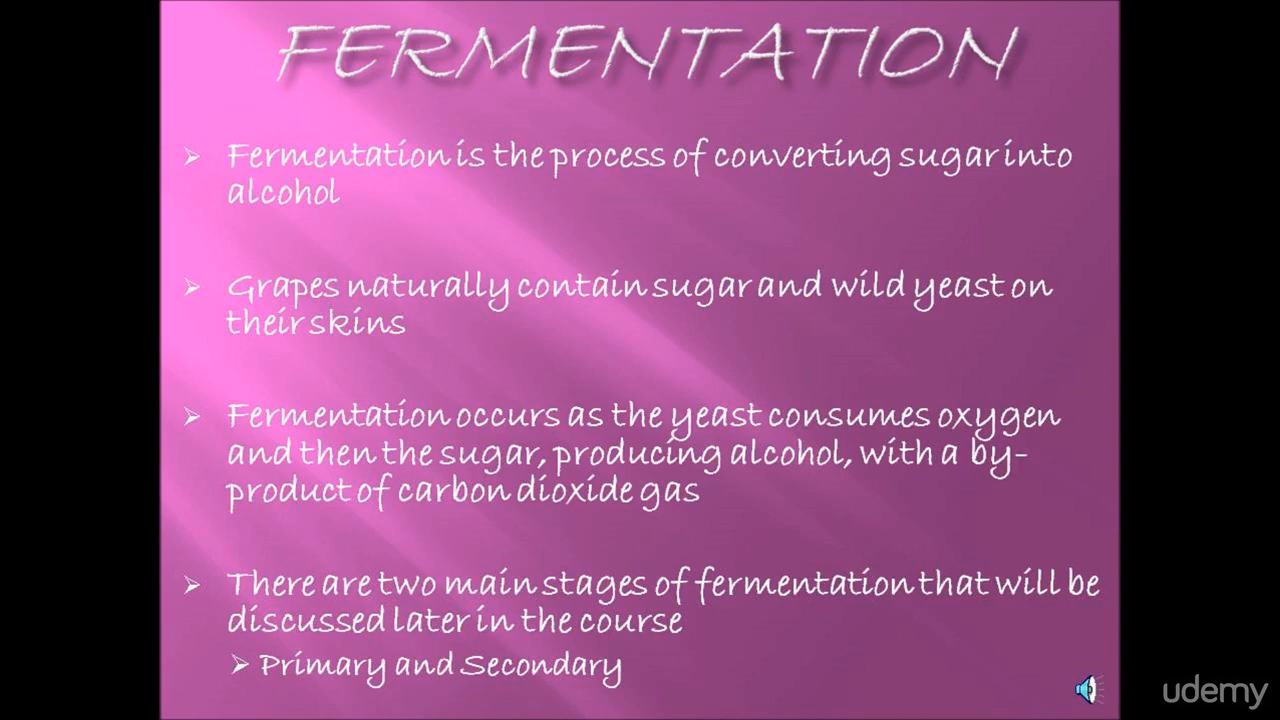 FERMENTATION
Fermentation is the process of converting sugar into
alcohol
Grapes naturally contain sugar and wild yeast on
their skins
Fermentation occurs as the yeast consumes oxygen
and then the sugar, producing alcohol, with a by-
product of carbon dioxide gas
There are two main stages of fermentation that will be
discussed later in the course
Primary and Secondary
udemy